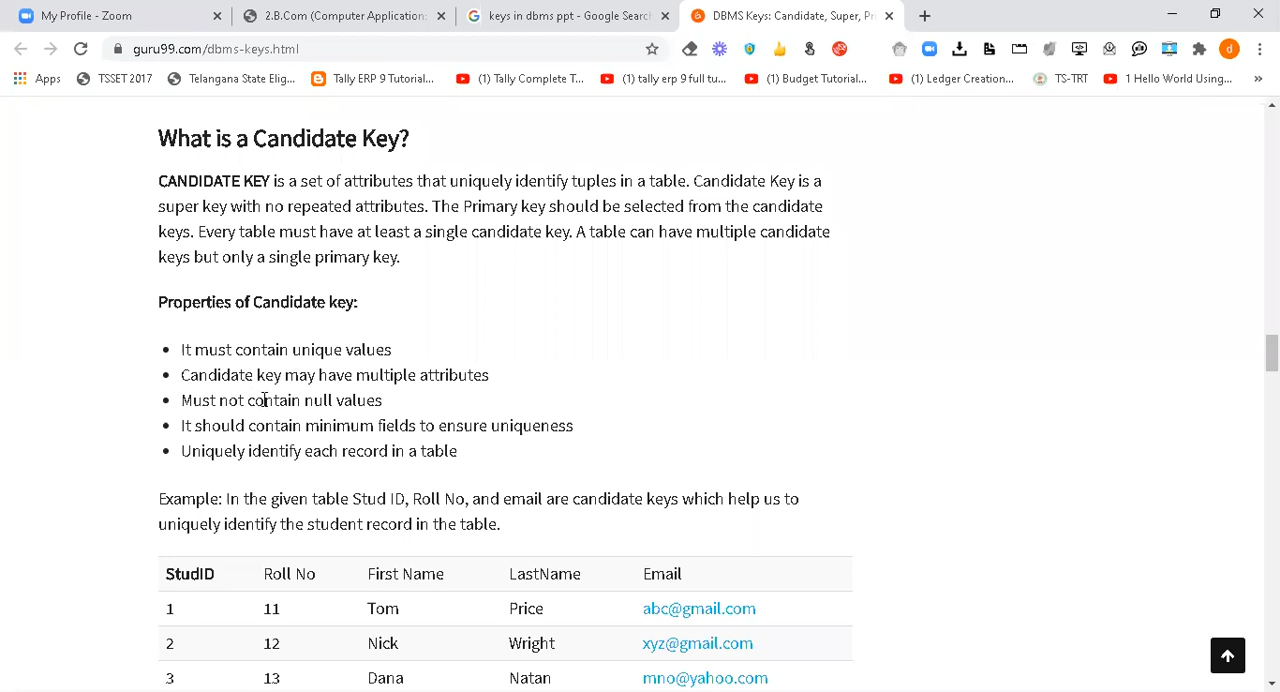 My Profile - Zoom
2.B.Com (Computer Application:
keys in dbms ppt - Google Search
DBMS Keys: Candidate, Super, Pri
guru99.com/dbms-keys.html
Apps
TSSET 2017
Telangana State Elig...
Tally ERP 9 Tutorial...
(1) Tally Complete T...
(1) tally erp 9 full tu...
(1) Budget Tutorial...
(1) Ledger Creation...
TS-TRT
1 Hello World Using...
What is a Candidate Key?
CANDIDATE KEY is a set of attributes that uniquely identify tuples in a table. Candidate Key is a
super key with no repeated attributes. The Primary key should be selected from the candidate
keys. Every table must have at least a single candidate key. A table can have multiple candidate
keys but only a single primary key.
Properties of Candidate key:
• It must contain unique values
• Candidate key may have multiple attributes
• Must not contain null values
• It should contain minimum fields to ensure uniqueness
• Uniquely identify each record in a table
Example: In the given table Stud ID, Roll No, and email are candidate keys which help us to
uniquely identify the student record in the table.
StudID Roll No First Name LastName Email
1 11 Tom Price abc@gmail.com
2 12 Nick Wright xyz@gmail.com
3 13 Dana Natan mno@yahoo.com